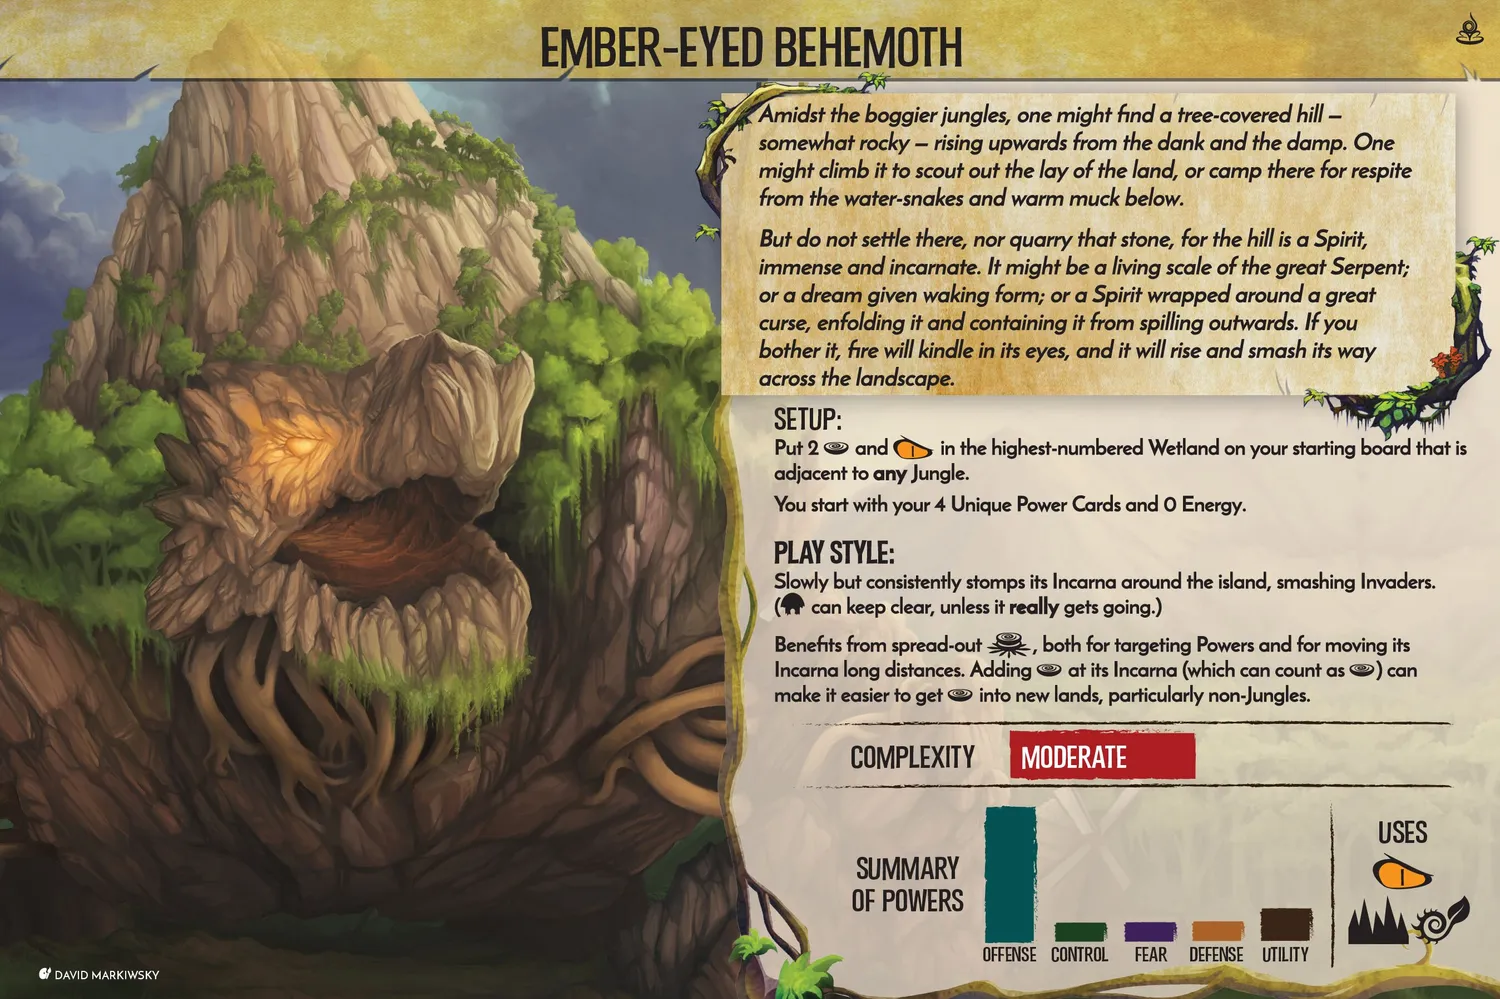 EMBER-EYED BEHEMOTH
Amidst the boggier jungles, one might find a tree-covered hill –
somewhat rocky – rising upwards from the dank and the damp. One
might climb it to scout out the lay of the land, or camp there for respite
from the water-snakes and warm muck below.
But do not settle there, nor quarry that stone, for the hill is a Spirit,
immense and incarnate. It might be a living scale of the great Serpent;
or a dream given waking form; or a Spirit wrapped around a great
curse, enfolding it and containing it from spilling outwards. If you
bother it, fire will kindle in its eyes, and it will rise and smash its way
across the landscape.
SETUP:
Put 2 and in the highest-numbered Wetland on your starting board that is
adjacent to any Jungle.
You start with your 4 Unique Power Cards and 0 Energy.
PLAY STYLE:
Slowly but consistently stomps its Incarna around the island, smashing Invaders.
( can keep clear, unless it really gets going.)
Benefits from spread-out , both for targeting Powers and for moving its
Incarna long distances. Adding at its Incarna (which can count as ) can
make it easier to get into new lands, particularly non-Jungles.
COMPLEXITY
MODERATE
SUMMARY
OF POWERS
OFFENSE
CONTROL
FEAR
DEFENSE
UTILITY
USES
DAVID MARKIWSKY